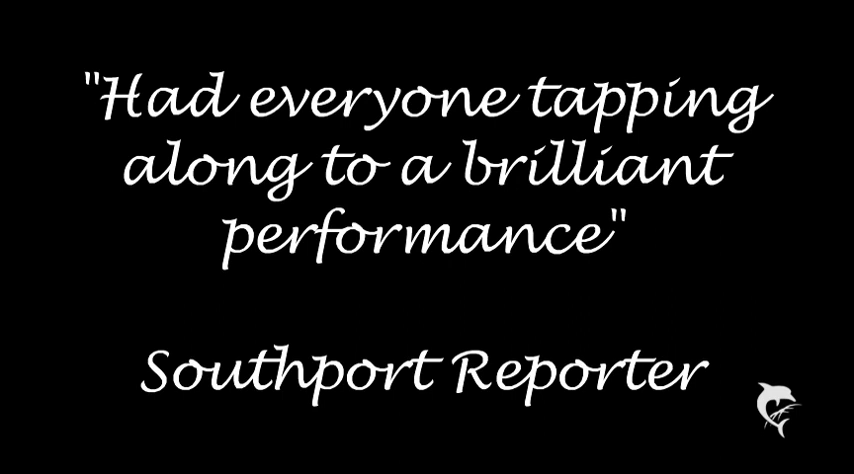 "Had everyone tapping
along to a brilliant
performance"
Southport Reporter